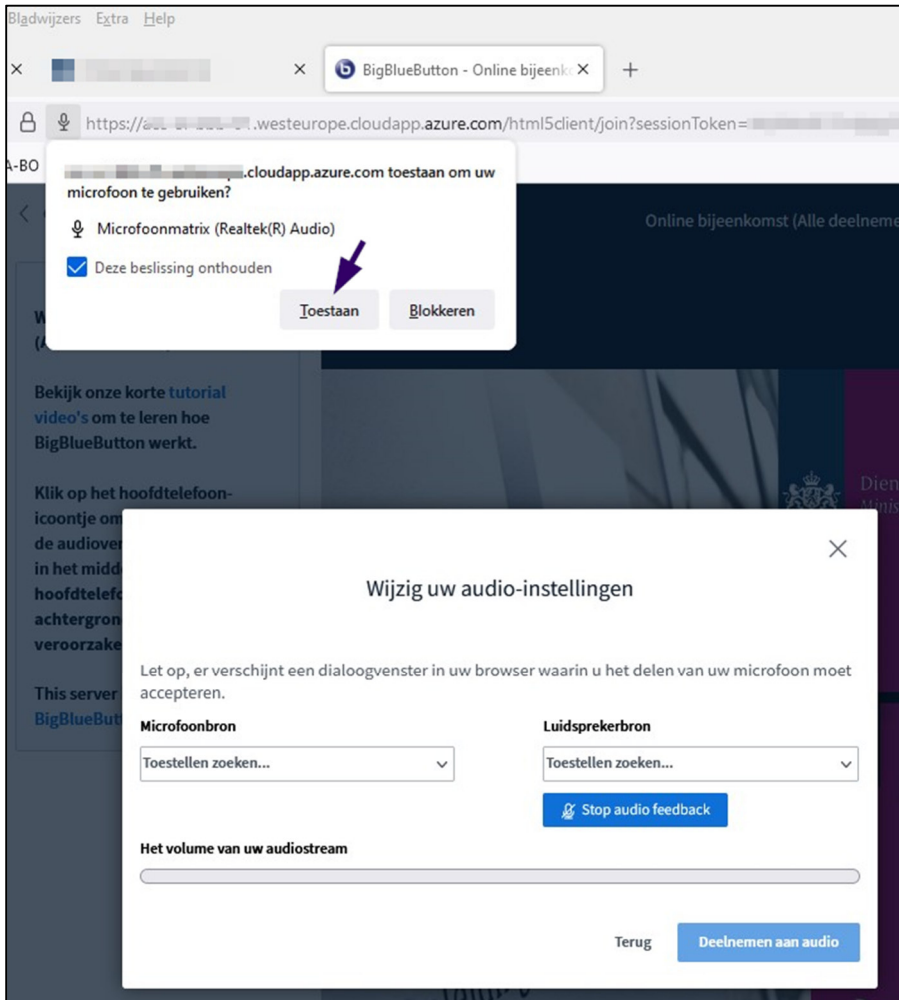 Bladwijzers Extra Help
BigBlueButton - Online bijeenk
https:// .westeurope.cloudapp.azure.com/html5client/join?sessionToken=
A-BO
.cloudapp.azure.com toestaan om uw
microfoon te gebruiken?
Microfoonmatrix (Realtek(R) Audio)
Deze beslissing onthouden
Toestaan Blokkeren
Online bijeenkomst (Alle deelneme
W
(A
Bekijk onze korte tutorial
video's om te leren hoe
BigBlueButton werkt.
Klik op het hoofdtelefoon-
icoontje om
de audiover
in het midd
hoofdtelefo
achtergron
veroorzake
This server
BigBlueButt
Dien
Minis
Wijzig uw audio-instellingen
Let op, er verschijnt een dialoogvenster in uw browser waarin u het delen van uw microfoon moet
accepteren.
Microfoonbron Luidsprekerbron
Toestellen zoeken... Toestellen zoeken...
Stop audio feedback
Het volume van uw audiostream
Terug Deelnemen aan audio